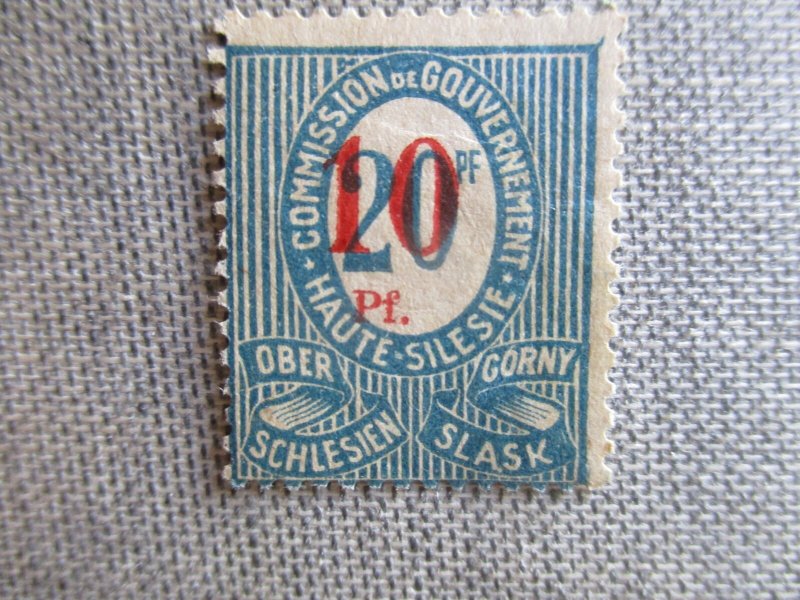 COMMISSION DE GOUVERNEMENT
20 PF
10
Pf.
HAUTE-SILESIE
OBER SCHLESIEN
GORNY SLASK